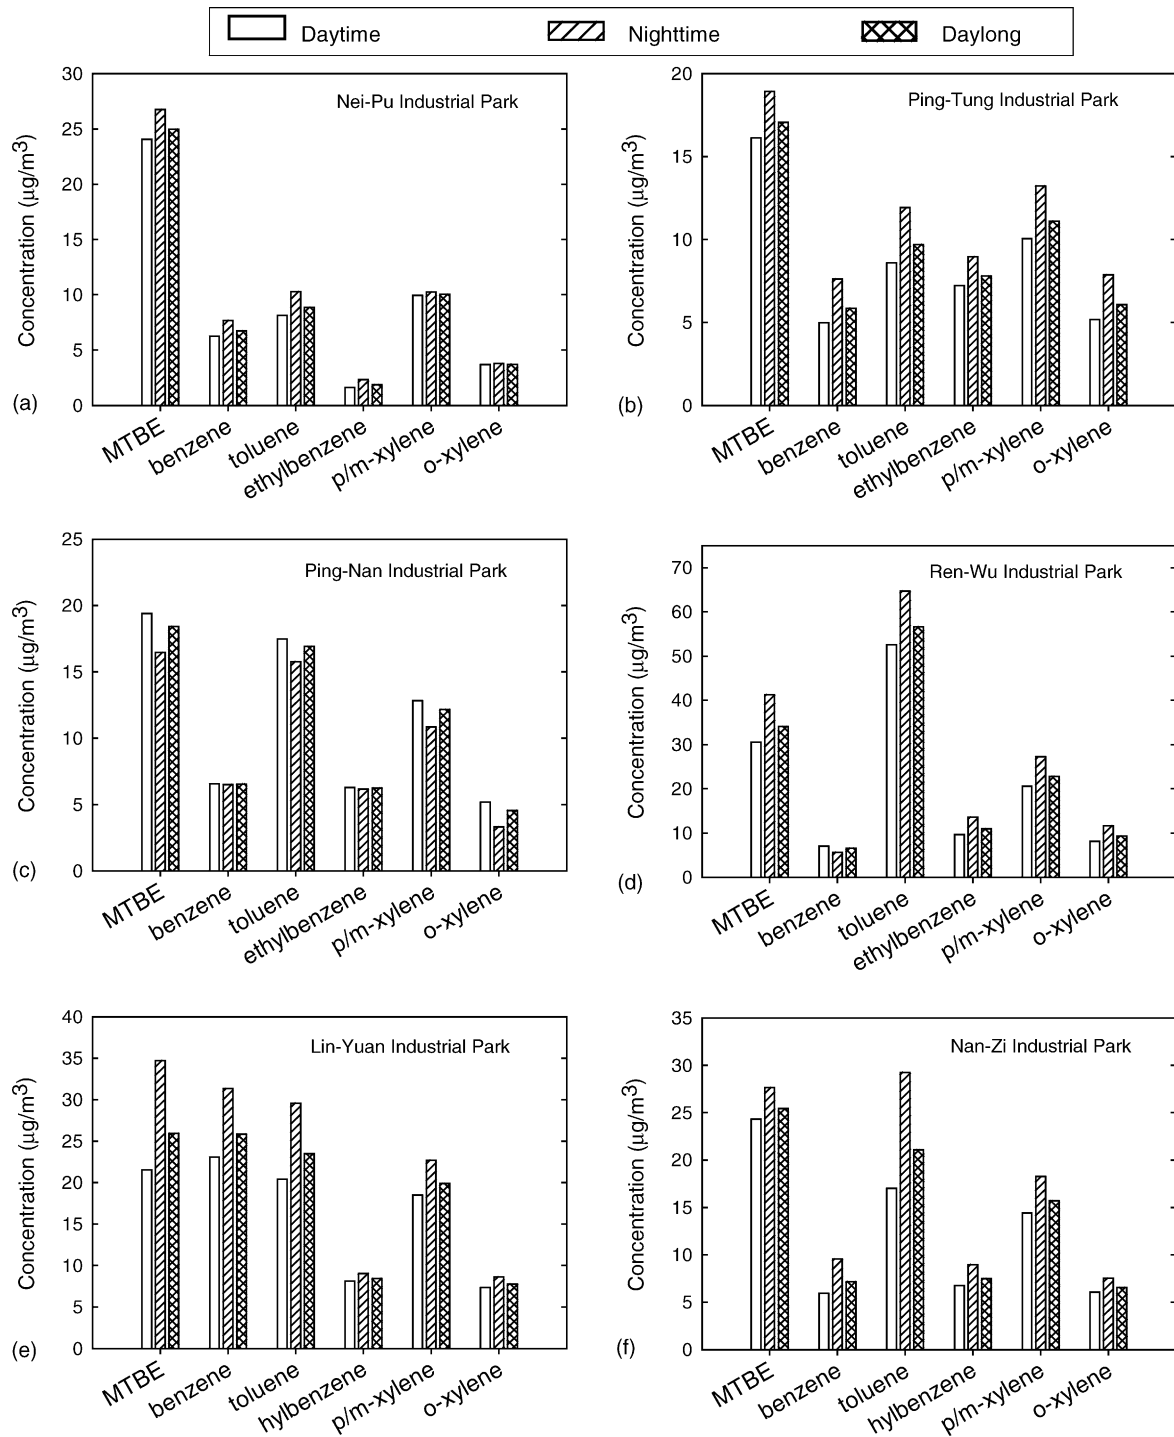 Daytime Nighttime Daylong
Nei-Pu Industrial Park
Concentration (μg/m3)
30
25
20
15
10
5
0
(a)
MTBE benzene toluene ethylbenzene p/m-xylene o-xylene
Ping-Tung Industrial Park
Concentration (μg/m3)
20
15
10
5
0
(b)
MTBE benzene toluene ethylbenzene p/m-xylene o-xylene
Ping-Nan Industrial Park
Concentration (μg/m3)
25
20
15
10
5
0
(c)
MTBE benzene toluene ethylbenzene p/m-xylene o-xylene
Ren-Wu Industrial Park
Concentration (μg/m3)
70
60
50
40
30
20
10
0
(d)
MTBE benzene toluene ethylbenzene p/m-xylene o-xylene
Lin-Yuan Industrial Park
Concentration (μg/m3)
40
35
30
25
20
15
10
5
0
(e)
MTBE benzene toluene hylbenzene p/m-xylene o-xylene
Nan-Zi Industrial Park
Concentration (μg/m3)
35
30
25
20
15
10
5
0
(f)
MTBE benzene toluene hylbenzene p/m-xylene o-xylene